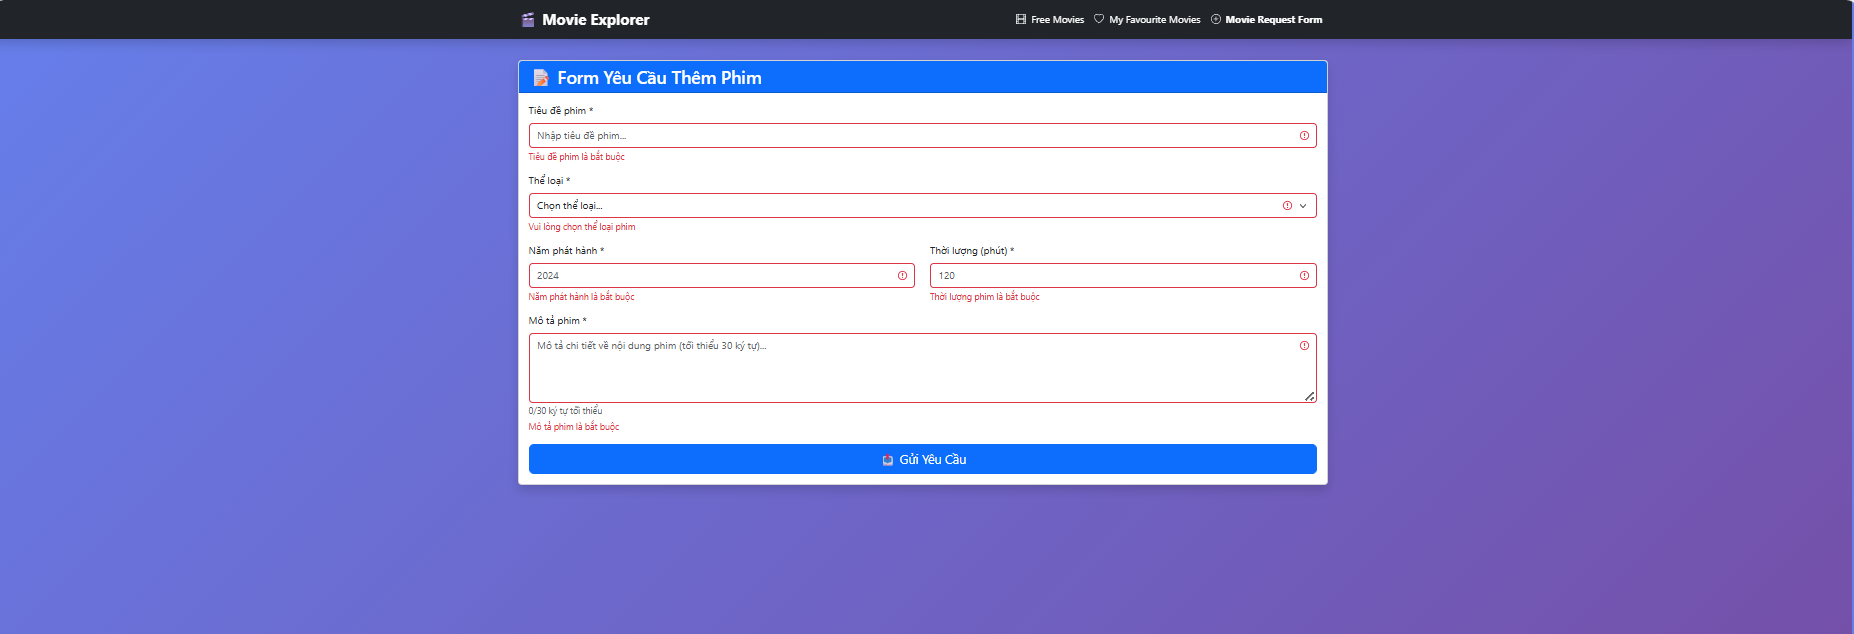 Movie Explorer
Free Movies My Favourite Movies Movie Request Form
Form Yêu Cầu Thêm Phim
Tiêu đề phim *
Nhập tiêu đề phim...
Tiêu đề phim là bắt buộc
Thể loại *
Chọn thể loại...
Vui lòng chọn thể loại phim
Năm phát hành * Thời lượng (phút) *
2024 120
Năm phát hành là bắt buộc Thời lượng phim là bắt buộc
Mô tả phim *
Mô tả chi tiết về nội dung phim (tối thiểu 30 ký tự)...
0/30 ký tự tối thiểu
Mô tả phim là bắt buộc
Gửi Yêu Cầu